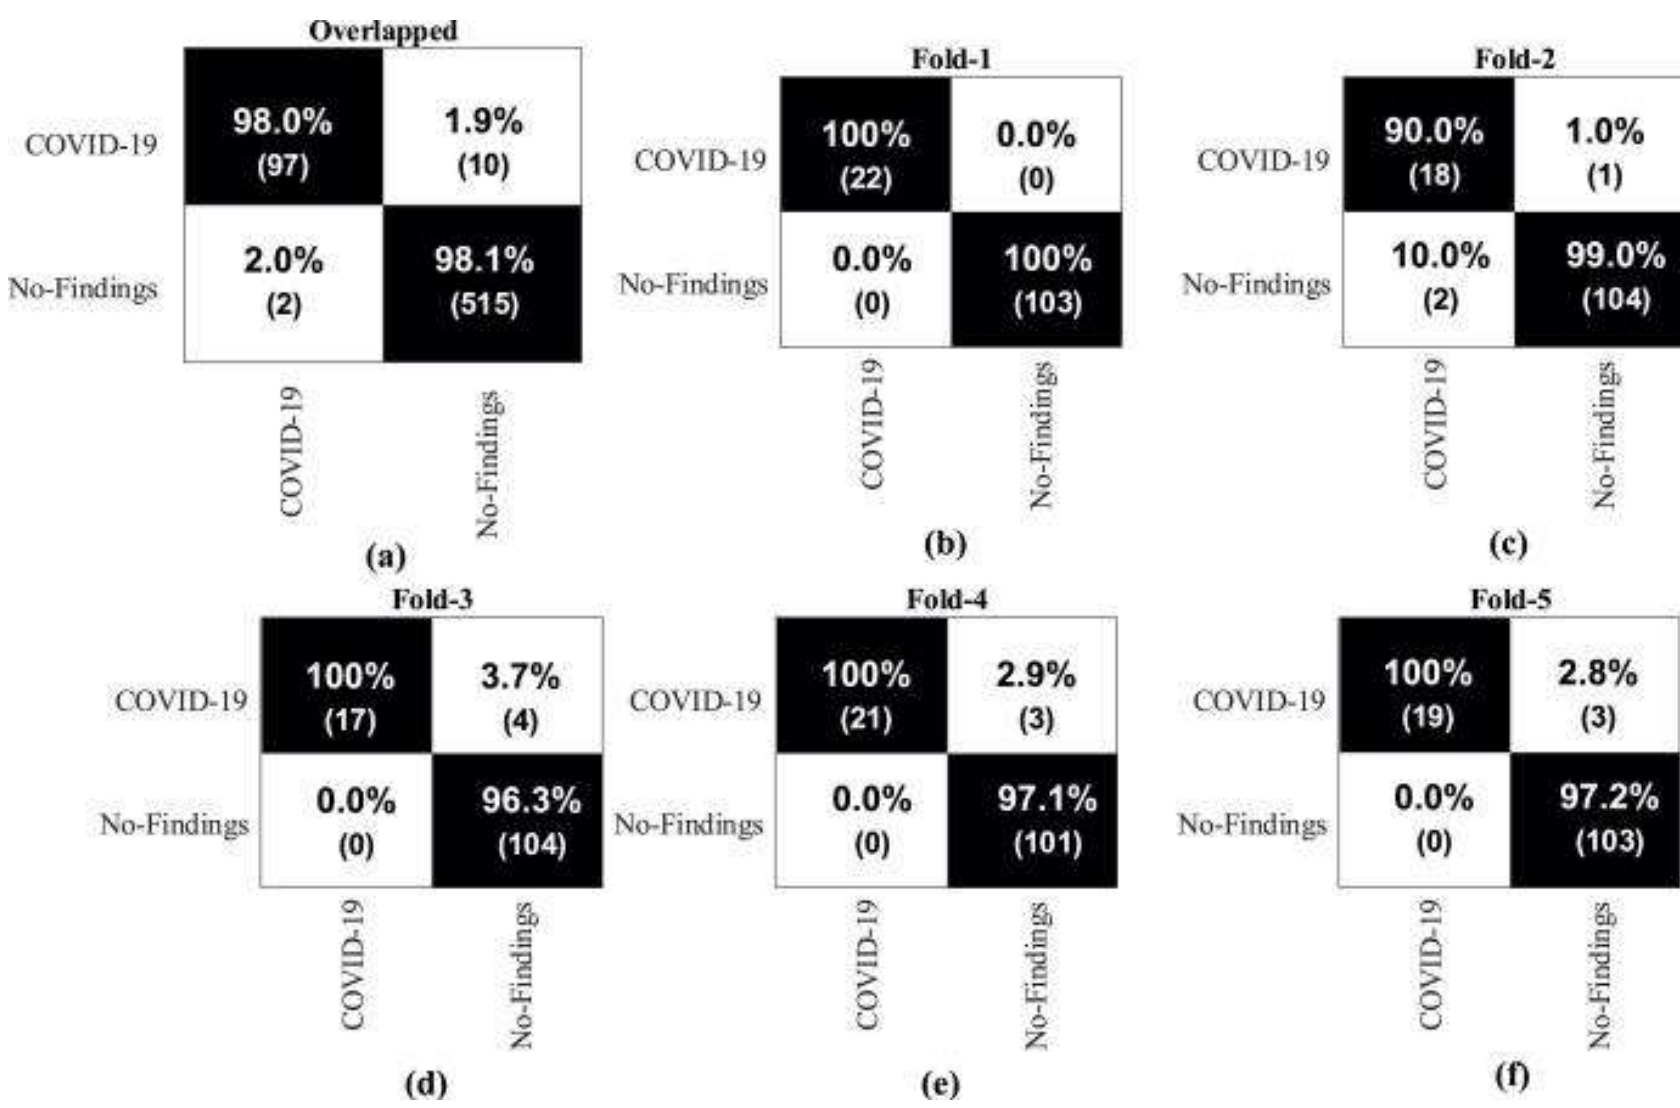 Overlapped
COVID-19
98.0%
(97)
1.9%
(10)
No-Findings
2.0%
(2)
98.1%
(515)
COVID-19
No-Findings
(a)
Fold-1
COVID-19
100%
(22)
0.0%
(0)
No-Findings
0.0%
(0)
100%
(103)
COVID-19
No-Findings
(b)
Fold-2
COVID-19
90.0%
(18)
1.0%
(1)
No-Findings
10.0%
(2)
99.0%
(104)
COVID-19
No-Findings
(c)
Fold-3
COVID-19
100%
(17)
3.7%
(4)
No-Findings
0.0%
(0)
96.3%
(104)
COVID-19
No-Findings
(d)
Fold-4
COVID-19
100%
(21)
2.9%
(3)
No-Findings
0.0%
(0)
97.1%
(101)
COVID-19
No-Findings
(e)
Fold-5
COVID-19
100%
(19)
2.8%
(3)
No-Findings
0.0%
(0)
97.2%
(103)
COVID-19
No-Findings
(f)